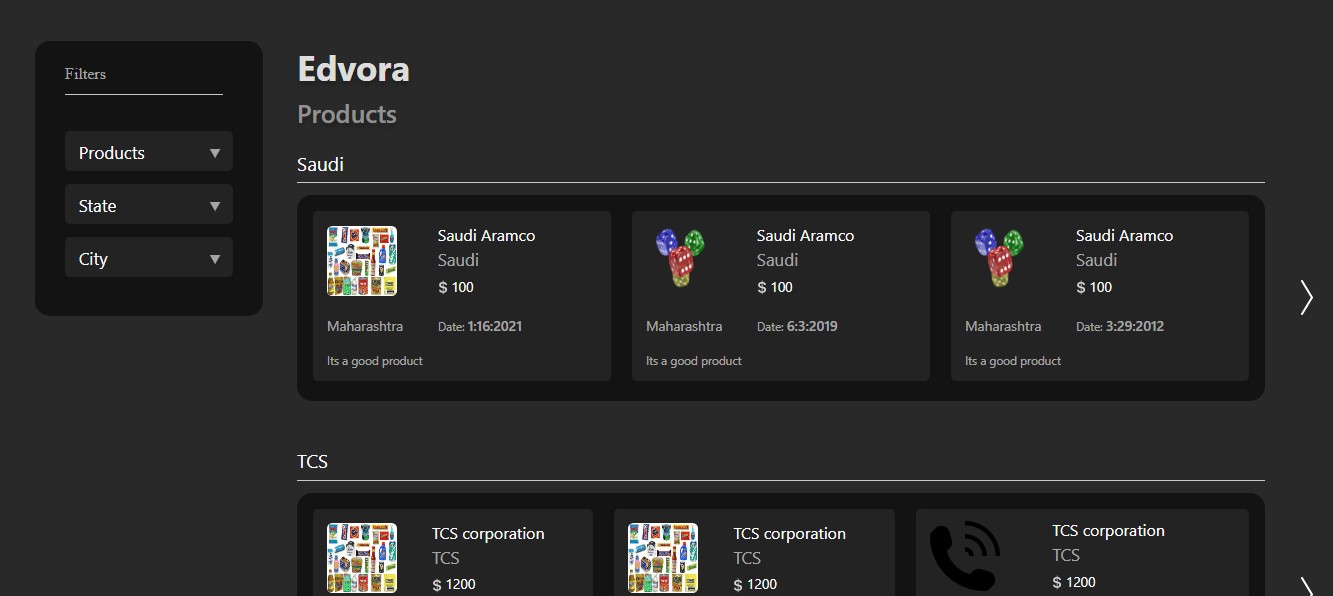 Filters
Products
State
City
Edvora
Products
Saudi
Saudi Aramco
Saudi
$ 100
Maharashtra Date: 1:16:2021
Its a good product
Saudi Aramco
Saudi
$ 100
Maharashtra Date: 6:3:2019
Its a good product
Saudi Aramco
Saudi
$ 100
Maharashtra Date: 3:29:2012
Its a good product
TCS
TCS corporation
TCS
$ 1200
TCS corporation
TCS
$ 1200
TCS corporation
TCS
$ 1200